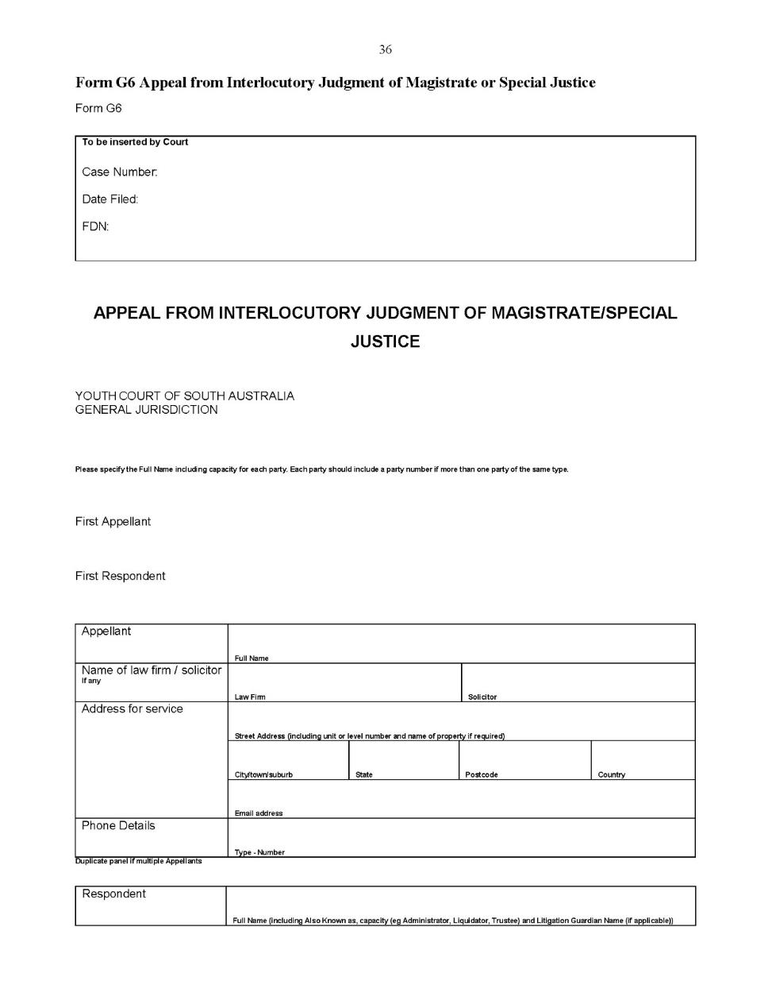 36
Form G6 Appeal from Interlocutory Judgment of Magistrate or Special Justice
Form G6
To be inserted by Court
Case Number:
Date Filed:
FDN:
APPEAL FROM INTERLOCUTORY JUDGMENT OF MAGISTRATE/SPECIAL
JUSTICE
YOUTH COURT OF SOUTH AUSTRALIA
GENERAL JURISDICTION
Please specify the Full Name including capacity for each party. Each party should include a party number if more than one party of the same type.
First Appellant
First Respondent
Appellant
Full Name
Name of law firm / solicitor
If any
Law Firm
Solicitor
Address for service
Street Address (including unit or level number and name of property if required)
City/town/suburb
State
Postcode
Country
Email address
Phone Details
Type - Number
Duplicate panel if multiple Appellants
Respondent
Full Name (including Also Known as, capacity (eg Administrator, Liquidator, Trustee) and Litigation Guardian Name (if applicable))